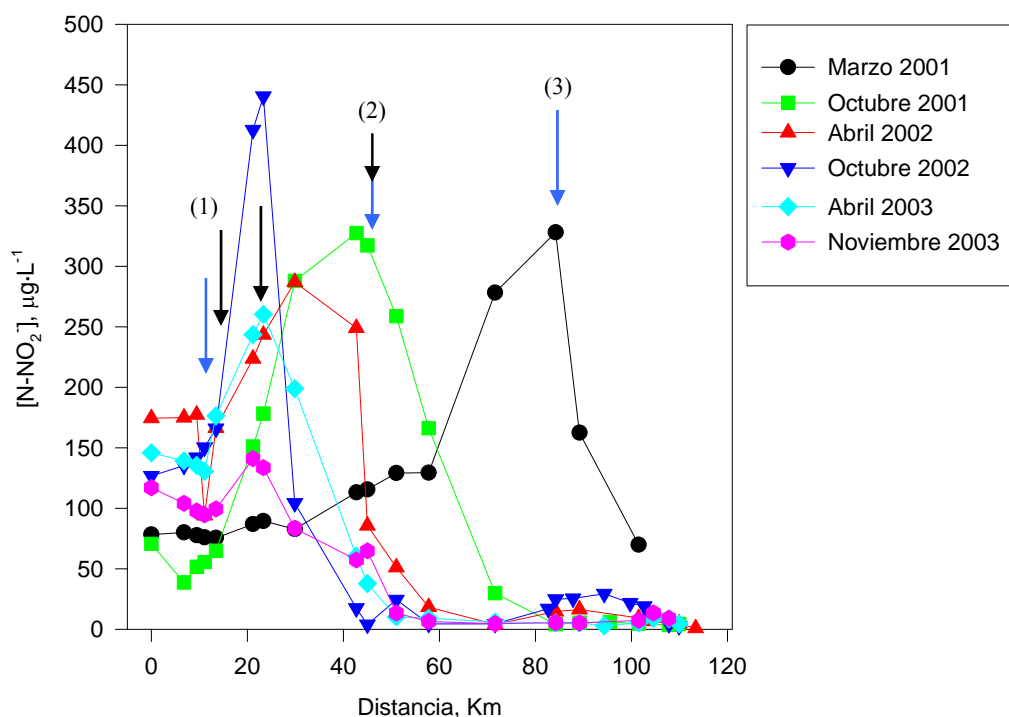 500
450
400
350
300
250
200
150
100
50
0
[N-NO₂⁻], μg·L⁻¹
(1)
(2)
(3)
0 20 40 60 80 100 120
Distancia, Km
Marzo 2001
Octubre 2001
Abril 2002
Octubre 2002
Abril 2003
Noviembre 2003